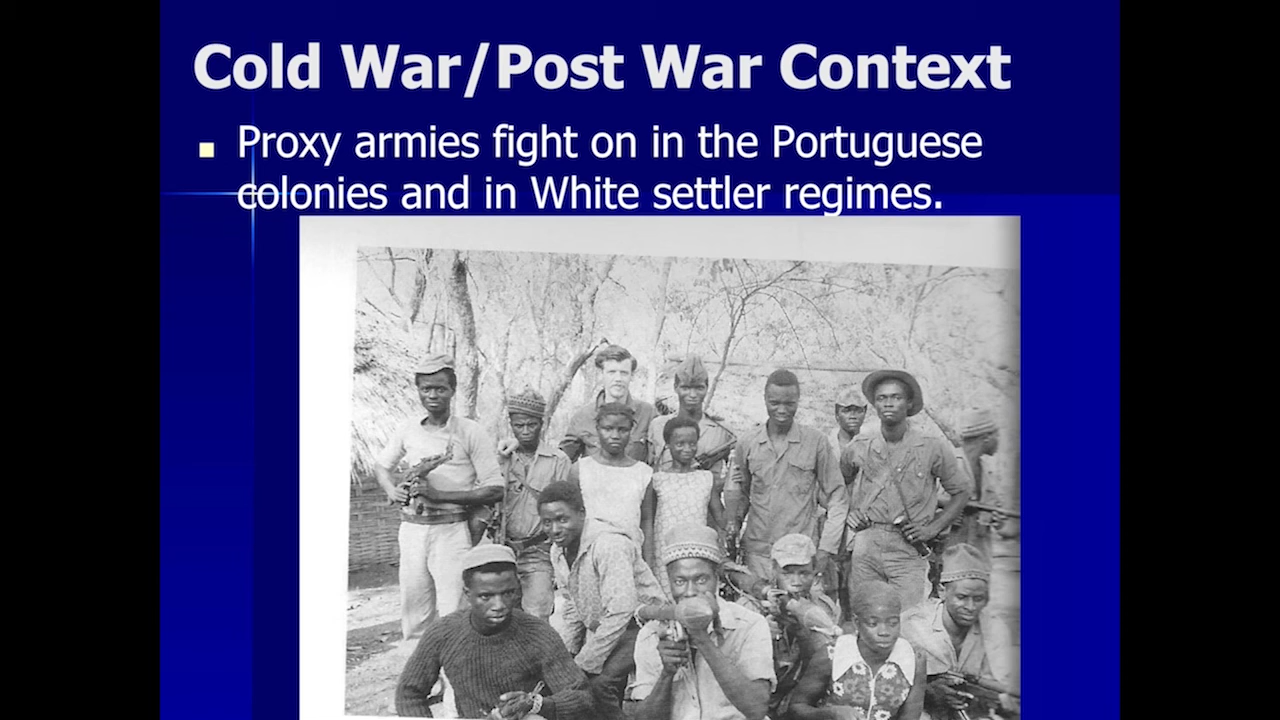 Cold War/Post War Context
Proxy armies fight on in the Portuguese
colonies and in White settler regimes.